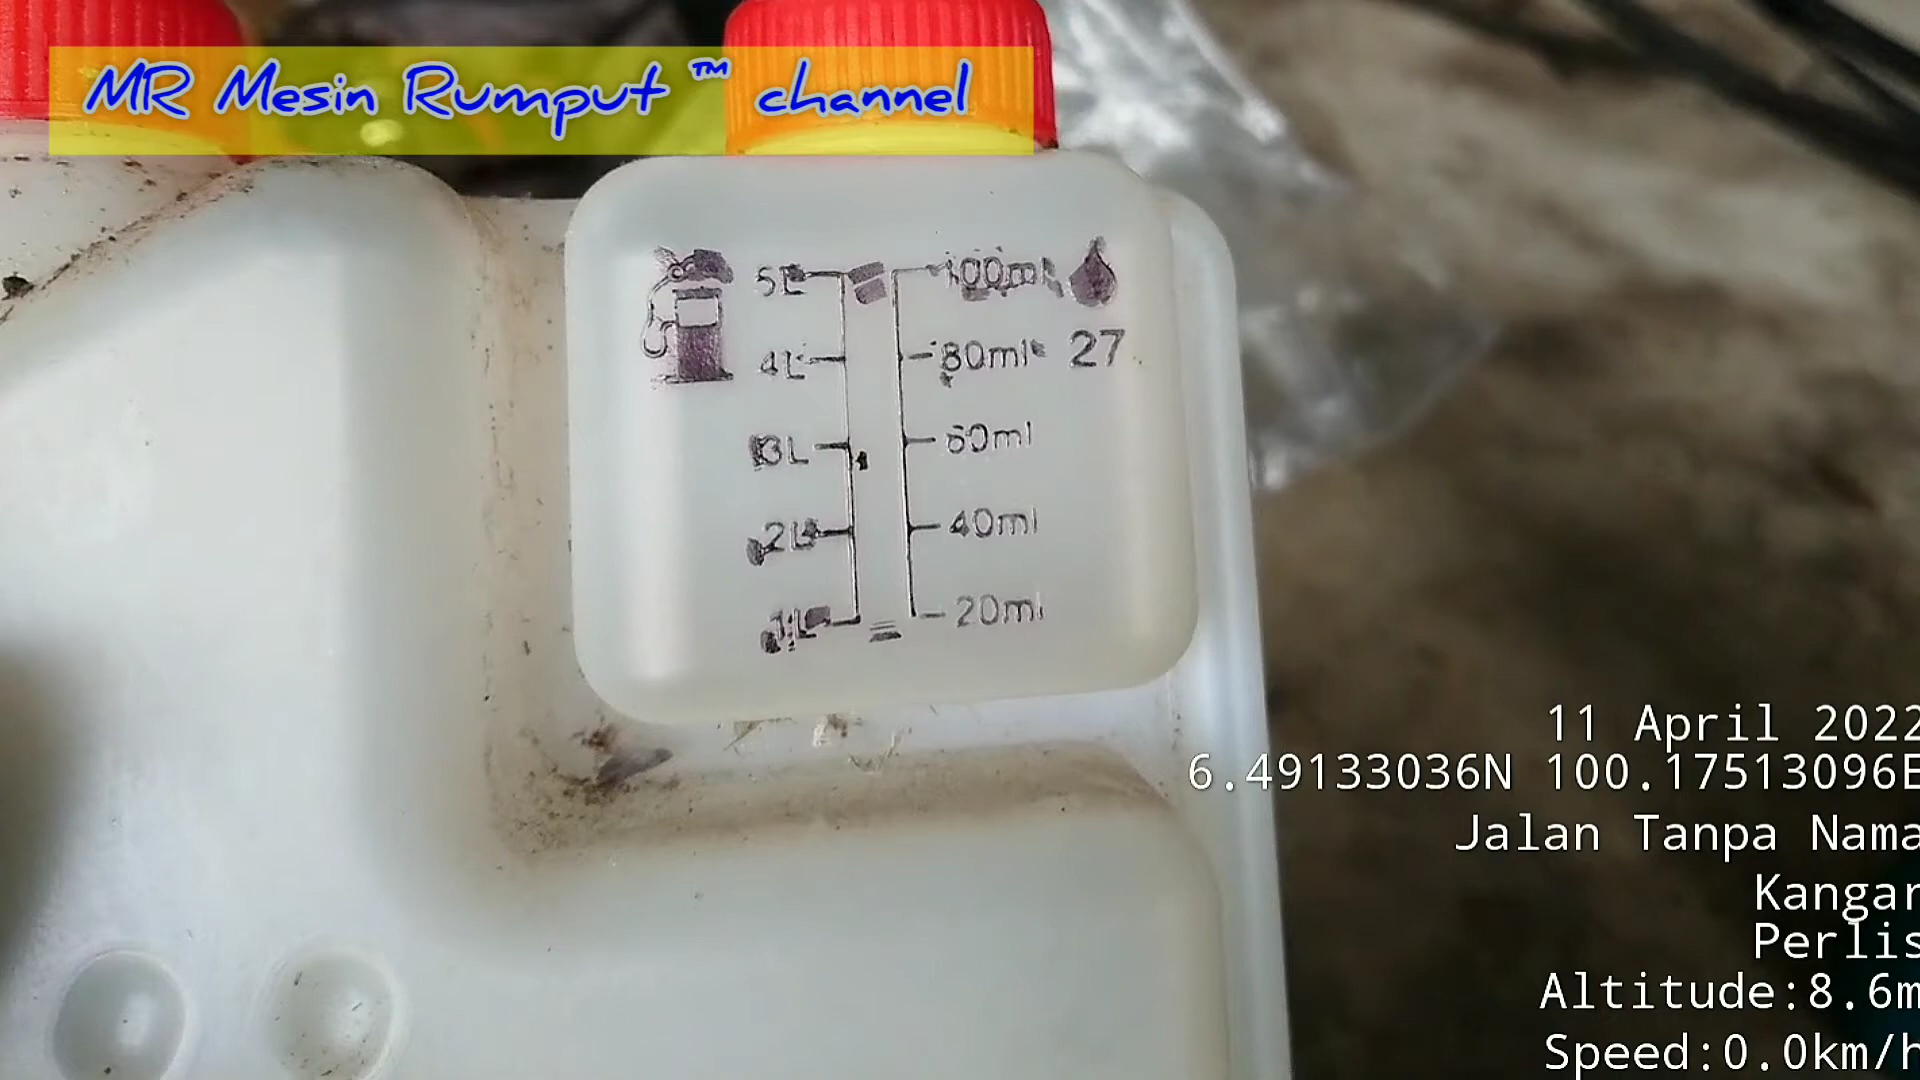 MR Mesin Rumput ™ channel
5L 100ml
4L 80ml 27
3L 60ml
2L 40ml
1L 20ml
11 April 2022
6.49133036N 100.17513096E
Jalan Tanpa Nama
Kangar
Perlis
Altitude:8.6m
Speed:0.0km/h